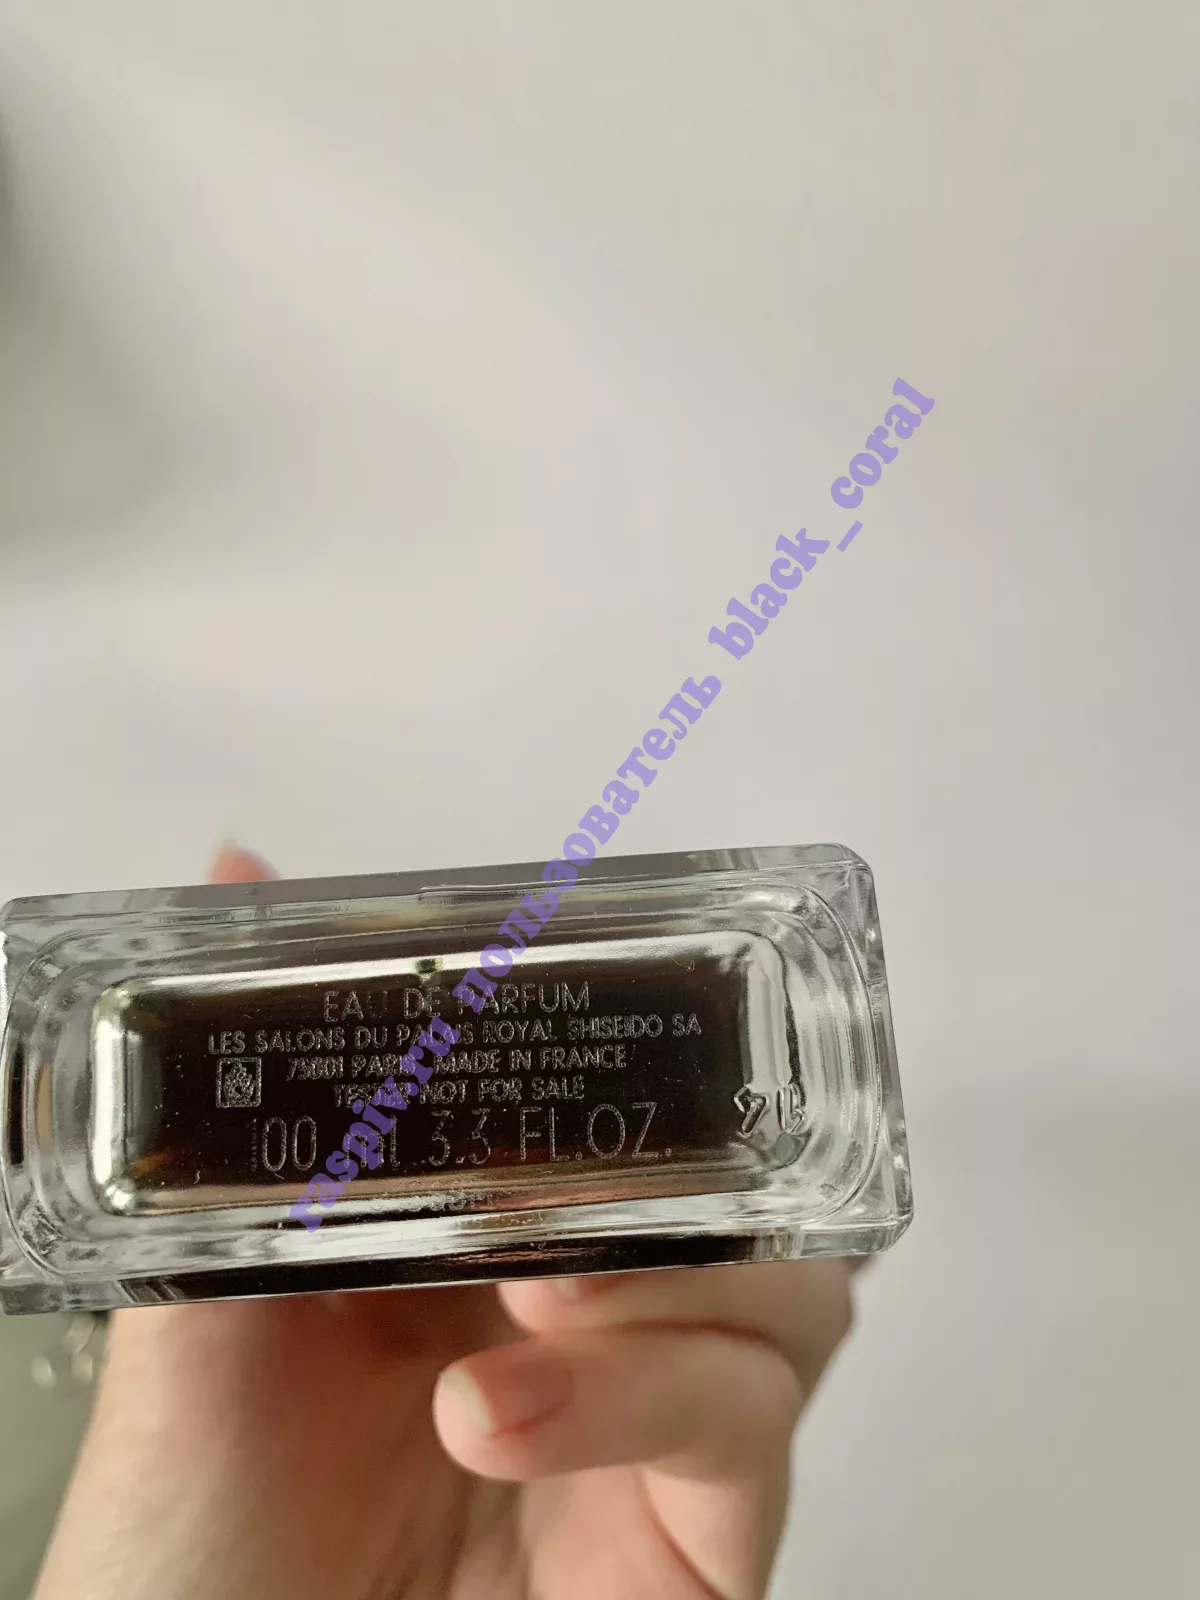 raspiv.ru пользователь black_coral
EAU DE PARFUM
LES SALONS DU PALAIS ROYAL SHISEIDO SA
75001 PARIS MADE IN FRANCE
TESTER NOT FOR SALE
100 ml 3.3 FL.OZ.